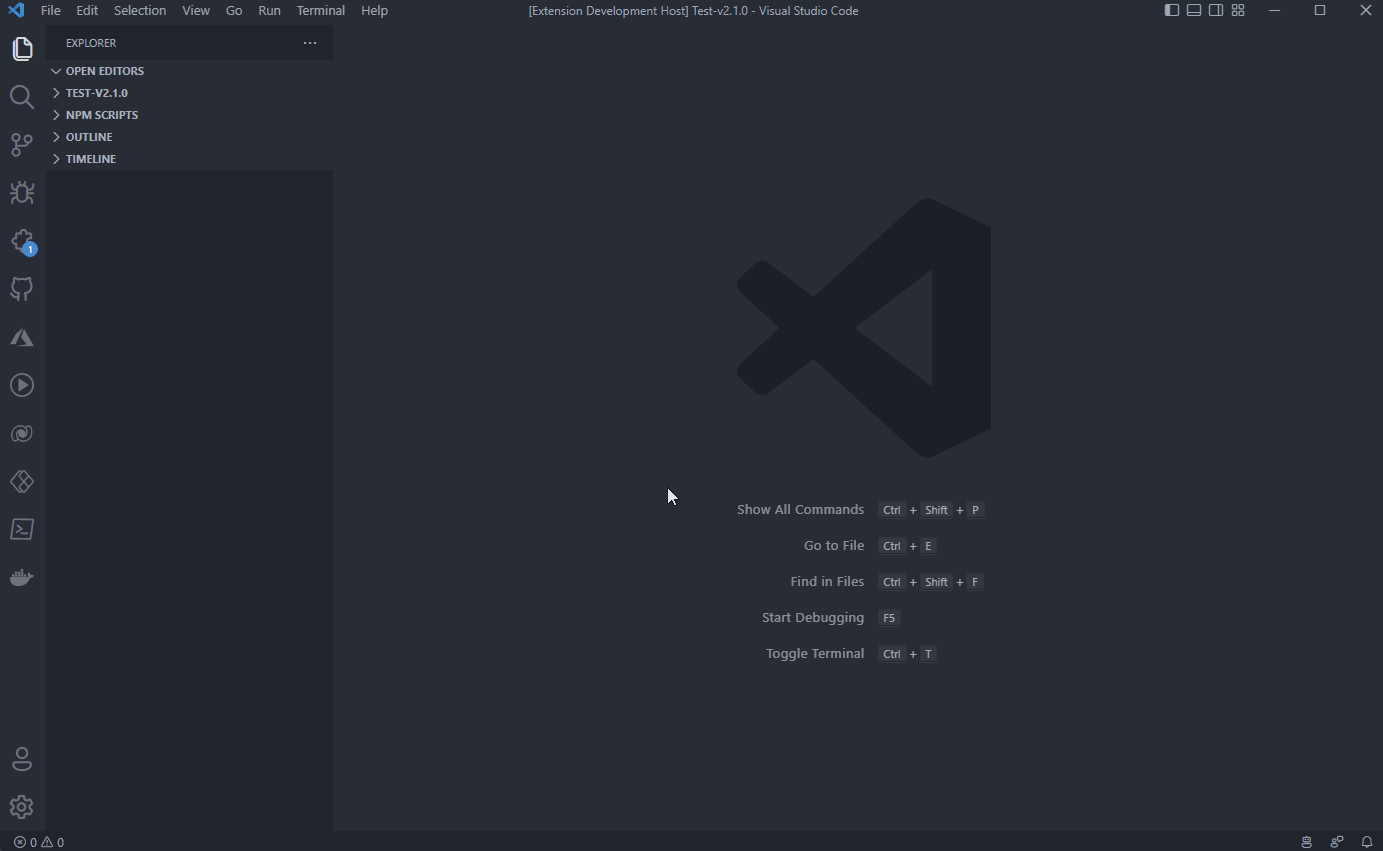 File Edit Selection View Go Run Terminal Help [Extension Development Host] Test-v2.1.0 - Visual Studio Code
EXPLORER
OPEN EDITORS
TEST-V2.1.0
NPM SCRIPTS
OUTLINE
TIMELINE
1
Show All Commands Ctrl + Shift + P
Go to File Ctrl + E
Find in Files Ctrl + Shift + F
Start Debugging F5
Toggle Terminal Ctrl + T
0 0